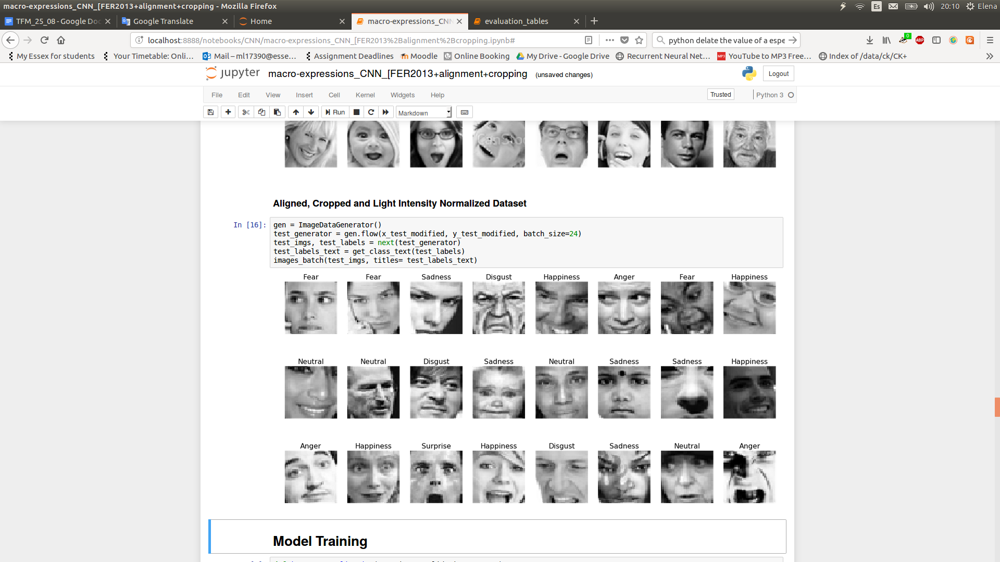 macro-expressions_CNN_[FER2013+alignment+cropping - Mozilla Firefox
Es
20:10
Elena
TFM_25_08 - Google Doc
Google Translate
Home
macro-expressions_CNN
evaluation_tables
localhost:8888/notebooks/CNN/macro-expressions_CNN_[FER2013%2Balignment%2Bcropping.ipynb#
python delate the value of a espe
0
ABP
My Essex for students
Your Timetable: Onli…
Mail – ml17390@esse…
Assignment Deadlines
Moodle
Online Booking
My Drive - Google Drive
Recurrent Neural Net…
MP3
YouTube to MP3 Free…
Index of /data/ck/CK+
jupyter
macro-expressions_CNN_[FER2013+alignment+cropping
(unsaved changes)
Logout
File
Edit
View
Insert
Cell
Kernel
Widgets
Help
Trusted
Python 3
Run
Markdown
Aligned, Cropped and Light Intensity Normalized Dataset
In [16]:
gen = ImageDataGenerator()
test_generator = gen.flow(x_test_modified, y_test_modified, batch_size=24)
test_imgs, test_labels = next(test_generator)
test_labels_text = get_class_text(test_labels)
images_batch(test_imgs, titles= test_labels_text)
Fear Fear Sadness Disgust Happiness Anger Fear Happiness
Neutral Neutral Disgust Sadness Neutral Sadness Sadness Happiness
Anger Happiness Surprise Happiness Disgust Sadness Neutral Anger
Model Training